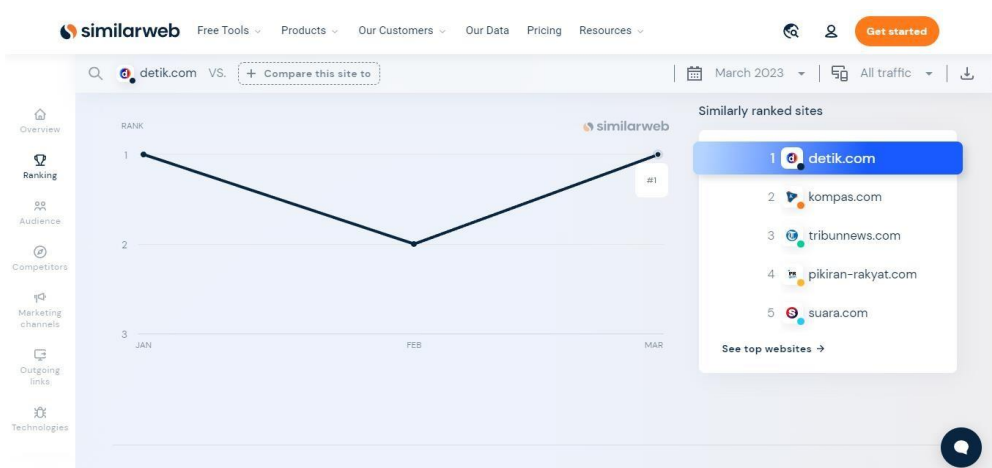 similarweb Free Tools Products Our Customers Our Data Pricing Resources Get started
detik.com VS. + Compare this site to March 2023 All traffic
Overview
Ranking
Audience
Competitors
Marketing
channels
Outgoing
links
Technologies
RANK
similarweb
1
2
3
JAN FEB MAR
#1
Similarly ranked sites
1 detik.com
2 kompas.com
3 tribunnews.com
4 pikiran-rakyat.com
5 suara.com
See top websites →